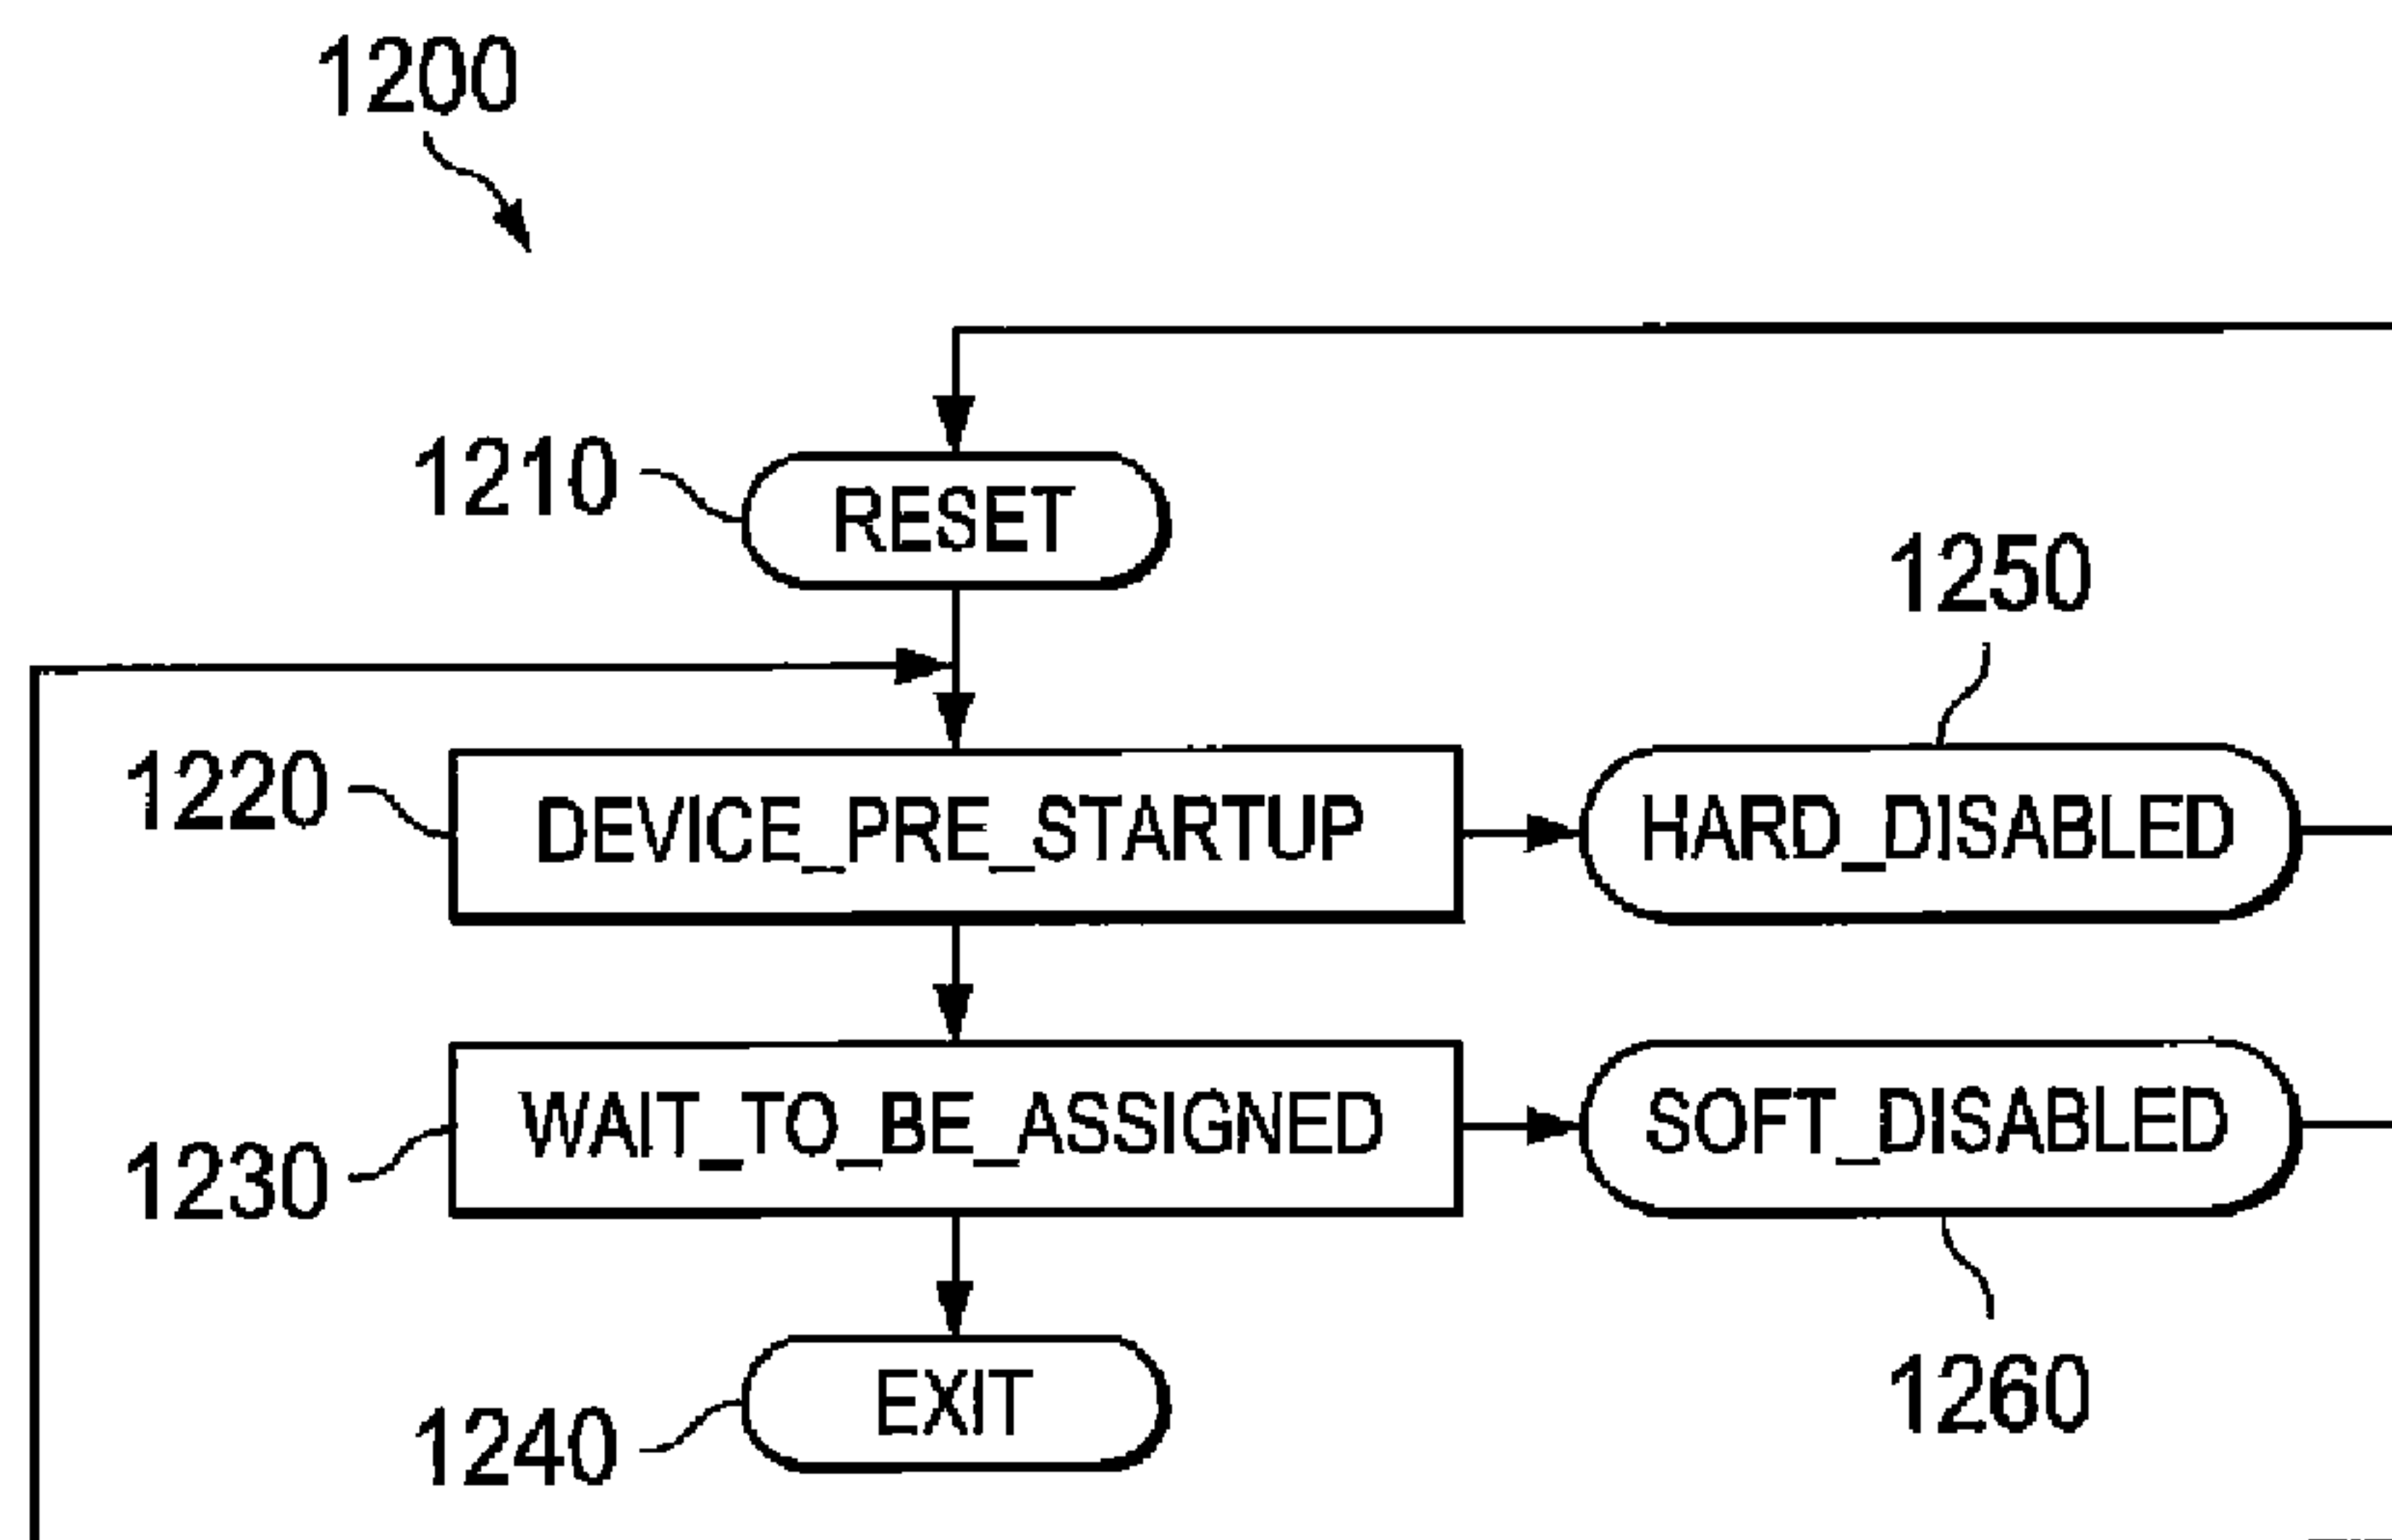 1200
1210
RESET
1250
1220
DEVICE_PRE_STARTUP
HARD_DISABLED
WAIT_TO_BE_ASSIGNED
SOFT_DISABLED
1230
EXIT
1240
1260